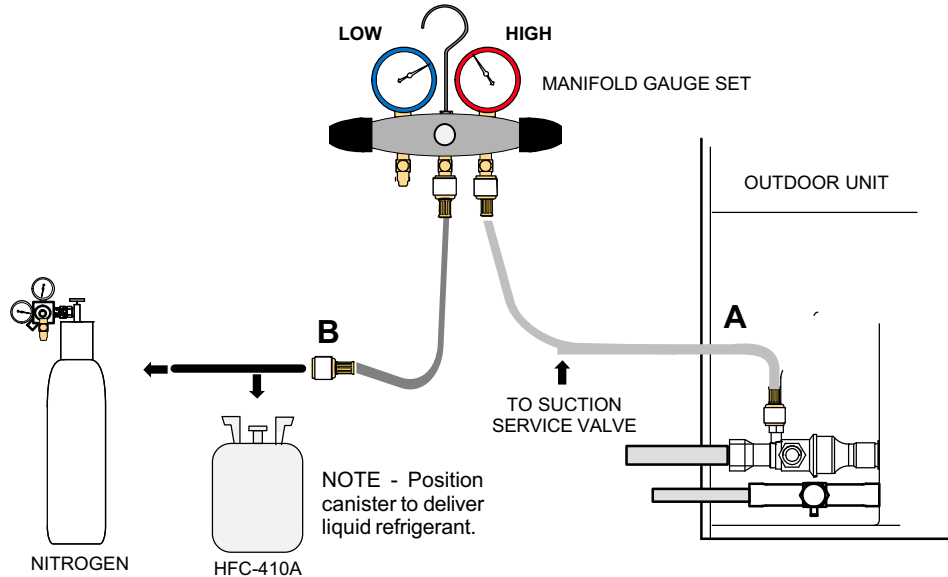 LOW
HIGH
MANIFOLD GAUGE SET
OUTDOOR UNIT
B
A
TO SUCTION
SERVICE VALVE
NOTE - Position
canister to deliver
liquid refrigerant.
NITROGEN
HFC-410A